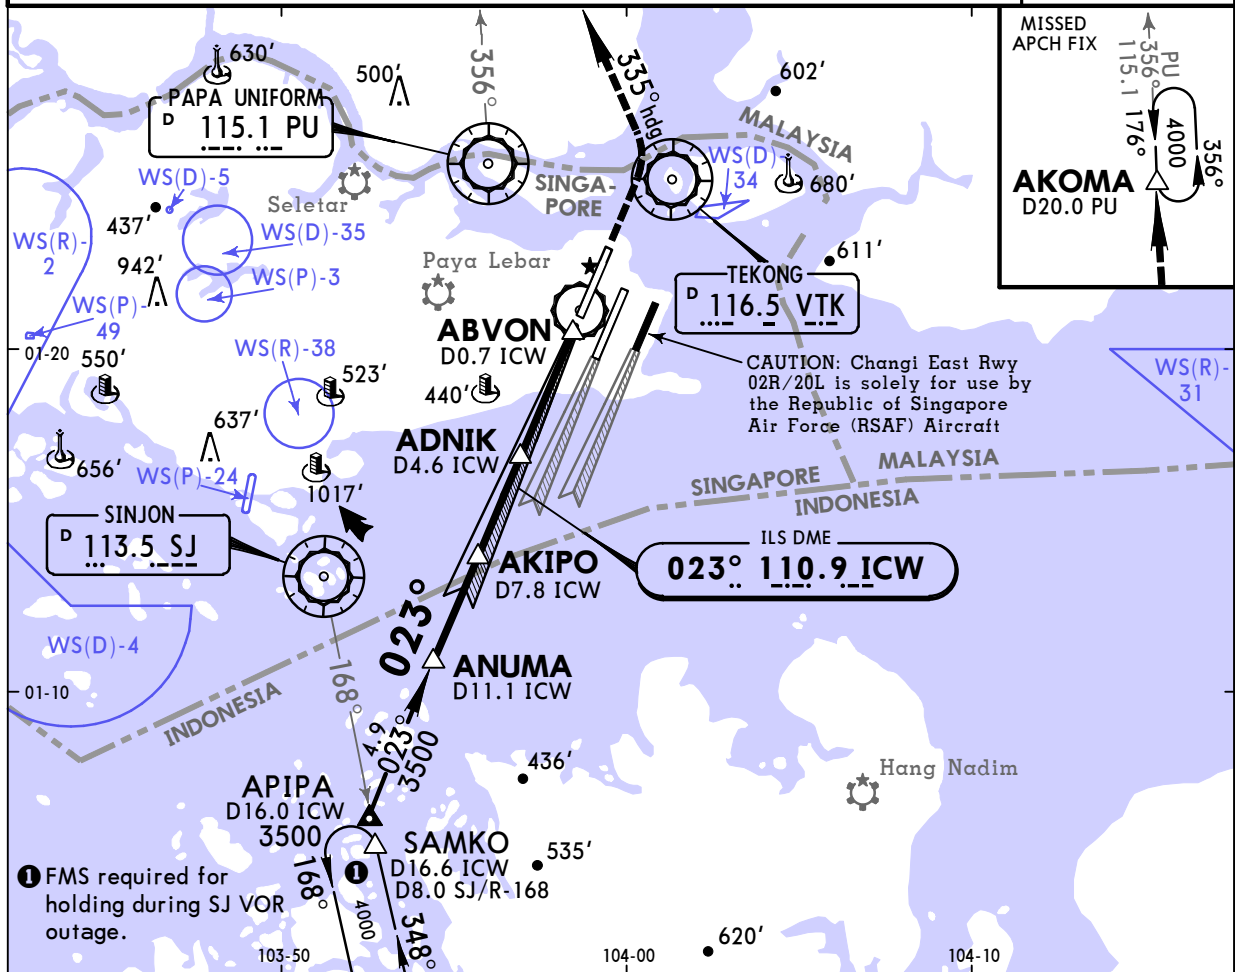 630'
500'
356°
335° hdg
602'
MISSED
APCH FIX
PU
356°
115.1
176°
4000
356°
AKOMA
D20.0 PU
PAPA UNIFORM
D 115.1 PU
MALAYSIA
WS(D)-
34
680'
WS(D)-5
Seletar
SINGA-
PORE
437'
WS(D)-35
WS(R)-
2
611'
942'
WS(P)-3
Paya Lebar
TEKONG
D 116.5 VTK
WS(P)-
49
ABVON
D0.7 ICW
01-20
550'
WS(R)-38
523'
440'
CAUTION: Changi East Rwy
02R/20L is solely for use by
the Republic of Singapore
Air Force (RSAF) Aircraft
WS(R)-
31
637'
ADNIK
D4.6 ICW
656'
WS(P)-24
1017'
SINGAPORE
MALAYSIA
INDONESIA
SINJON
D 113.5 SJ
ILS DME
023° 110.9 ICW
AKIPO
D7.8 ICW
023°
WS(D)-4
168°
ANUMA
D11.1 ICW
01-10
INDONESIA
4.9
023°
3500
436'
Hang Nadim
APIPA
D16.0 ICW
3500
SAMKO
D16.6 ICW
D8.0 SJ/R-168
535'
1
1 FMS required for
holding during SJ VOR
outage.
168°
4000
348°
620'
103-50
104-00
104-10